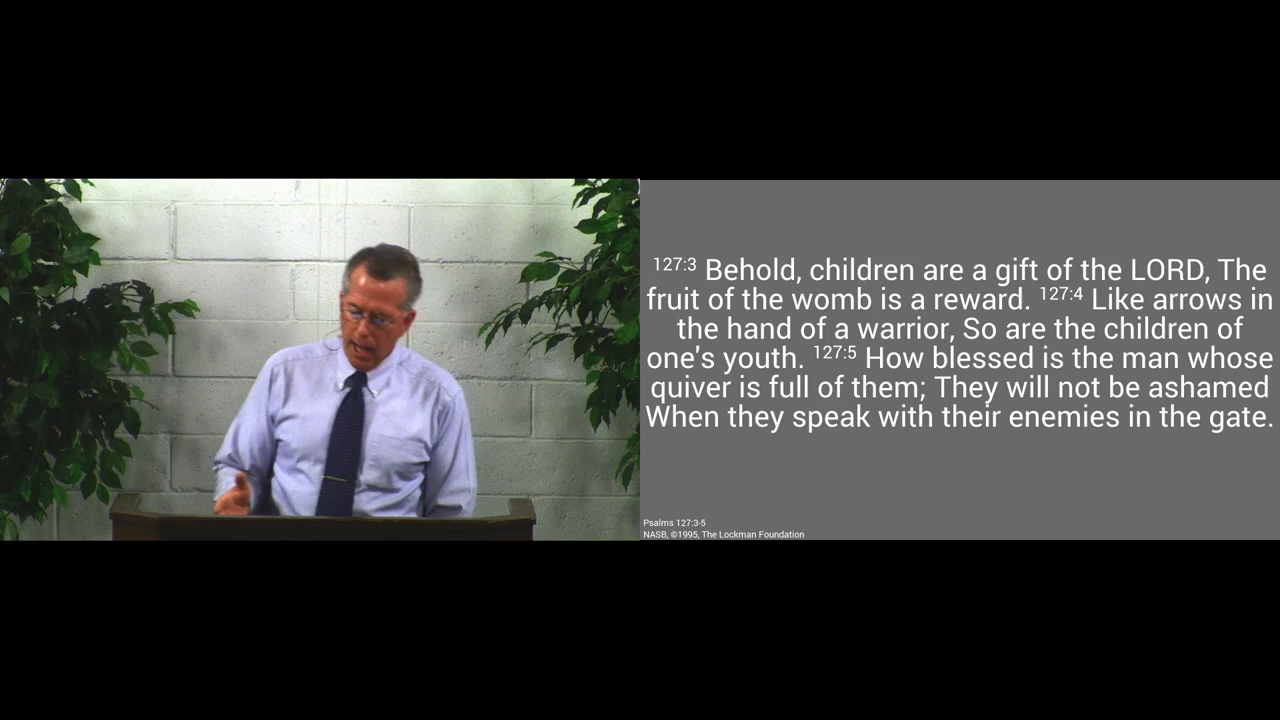 127:3 Behold, children are a gift of the LORD, The
fruit of the womb is a reward. 127:4 Like arrows in
the hand of a warrior, So are the children of
one's youth. 127:5 How blessed is the man whose
quiver is full of them; They will not be ashamed
When they speak with their enemies in the gate.
Psalms 127:3-5
NASB, ©1995, The Lockman Foundation